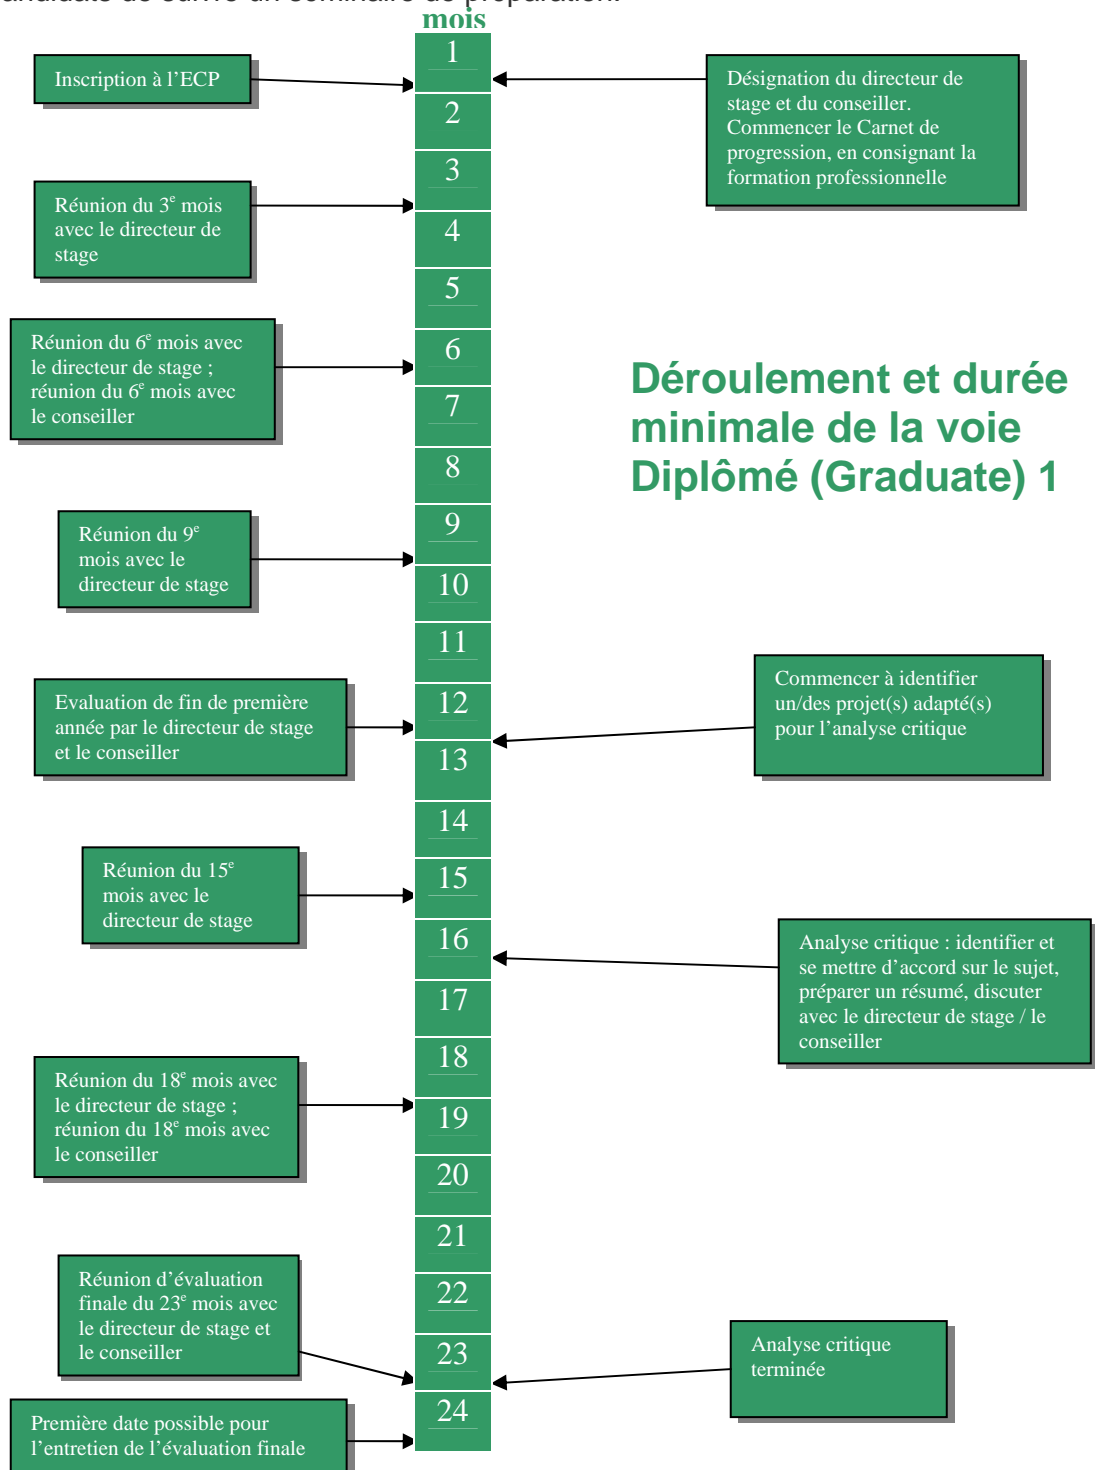 candidats de suivre un séminaire de préparation.
mois
1
Inscription à l'ECP
Désignation du directeur de
stage et du conseiller.
Commencer le Carnet de
progression, en consignant la
formation professionnelle
2
3
Réunion du 3e mois
avec le directeur de
stage
4
5
Réunion du 6e mois avec
le directeur de stage ;
réunion du 6e mois avec
le conseiller
6
Déroulement et durée
minimale de la voie
Diplômé (Graduate) 1
7
8
9
Réunion du 9e
mois avec le
directeur de stage
10
11
Evaluation de fin de première
année par le directeur de stage
et le conseiller
12
Commencer à identifier
un/des projet(s) adapté(s)
pour l'analyse critique
13
14
Réunion du 15e
mois avec le
directeur de stage
15
16
Analyse critique : identifier et
se mettre d'accord sur le sujet,
préparer un résumé, discuter
avec le directeur de stage / le
conseiller
17
18
Réunion du 18e mois avec
le directeur de stage ;
réunion du 18e mois avec
le conseiller
19
20
21
Réunion d'évaluation
finale du 23e mois avec
le directeur de stage et
le conseiller
22
23
Analyse critique
terminée
24
Première date possible pour
l'entretien de l'évaluation finale